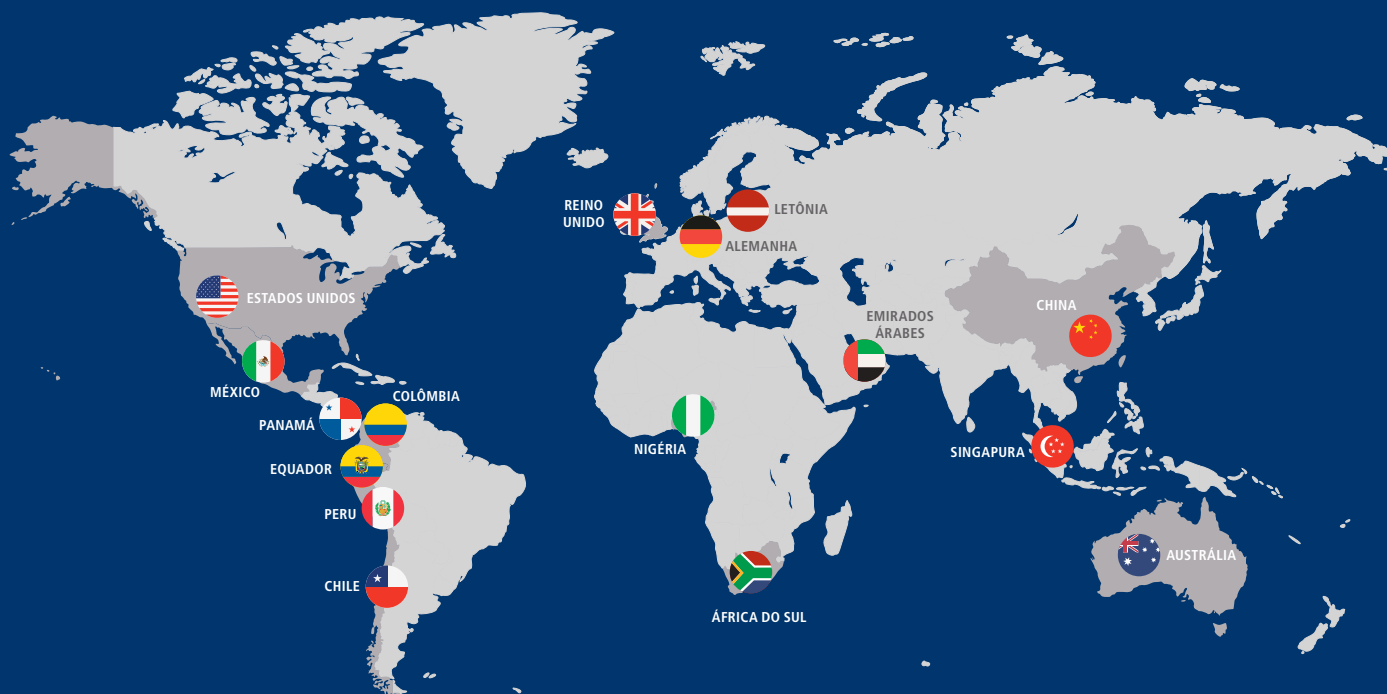 REINO
UNIDO
LETÔNIA
ALEMANHA
ESTADOS UNIDOS
CHINA
EMIRADOS
ÁRABES
MÉXICO
COLÔMBIA
PANAMÁ
NIGÉRIA
SINGAPURA
EQUADOR
PERU
AUSTRÁLIA
CHILE
ÁFRICA DO SUL